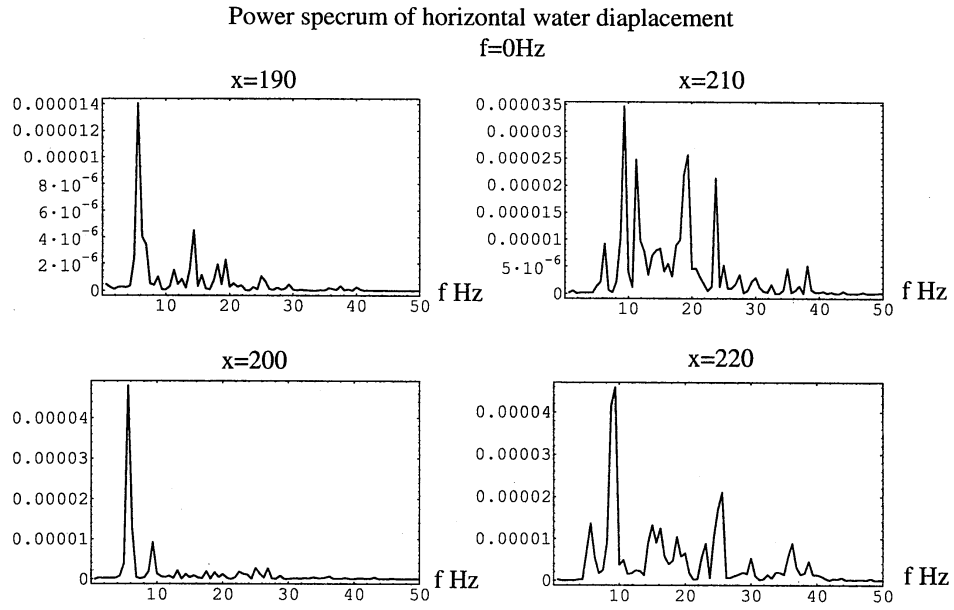 Power specrum of horizontal water diaplacement
f=0Hz
x=190
0.000014
0.000012
0.00001
8·10⁻⁶
6·10⁻⁶
4·10⁻⁶
2·10⁻⁶
0
10 20 30 40 50
f Hz
x=210
0.000035
0.00003
0.000025
0.00002
0.000015
0.00001
5·10⁻⁶
0
10 20 30 40 50
f Hz
x=200
0.00004
0.00003
0.00002
0.00001
0
10 20 30 40 50
f Hz
x=220
0.00004
0.00003
0.00002
0.00001
0
10 20 30 40 50
f Hz